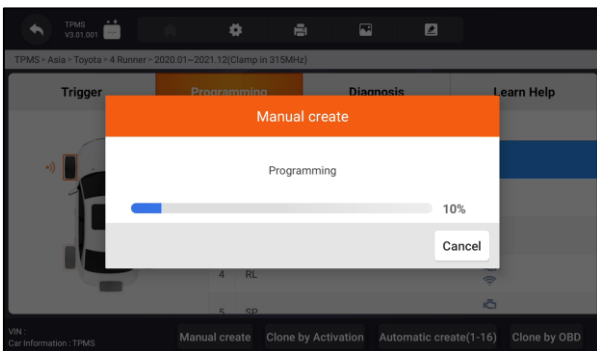 TPMS
V3.01.001
TPMS > Asia > Toyota > 4 Runner > 2020.01~2021.12(Clamp in 315MHz)
Trigger Programming Diagnosis Learn Help
Manual create
Programming
10%
Cancel
4 RL
5 SP
VIN :
Car Information : TPMS
Manual create Clone by Activation Automatic create(1-16) Clone by OBD